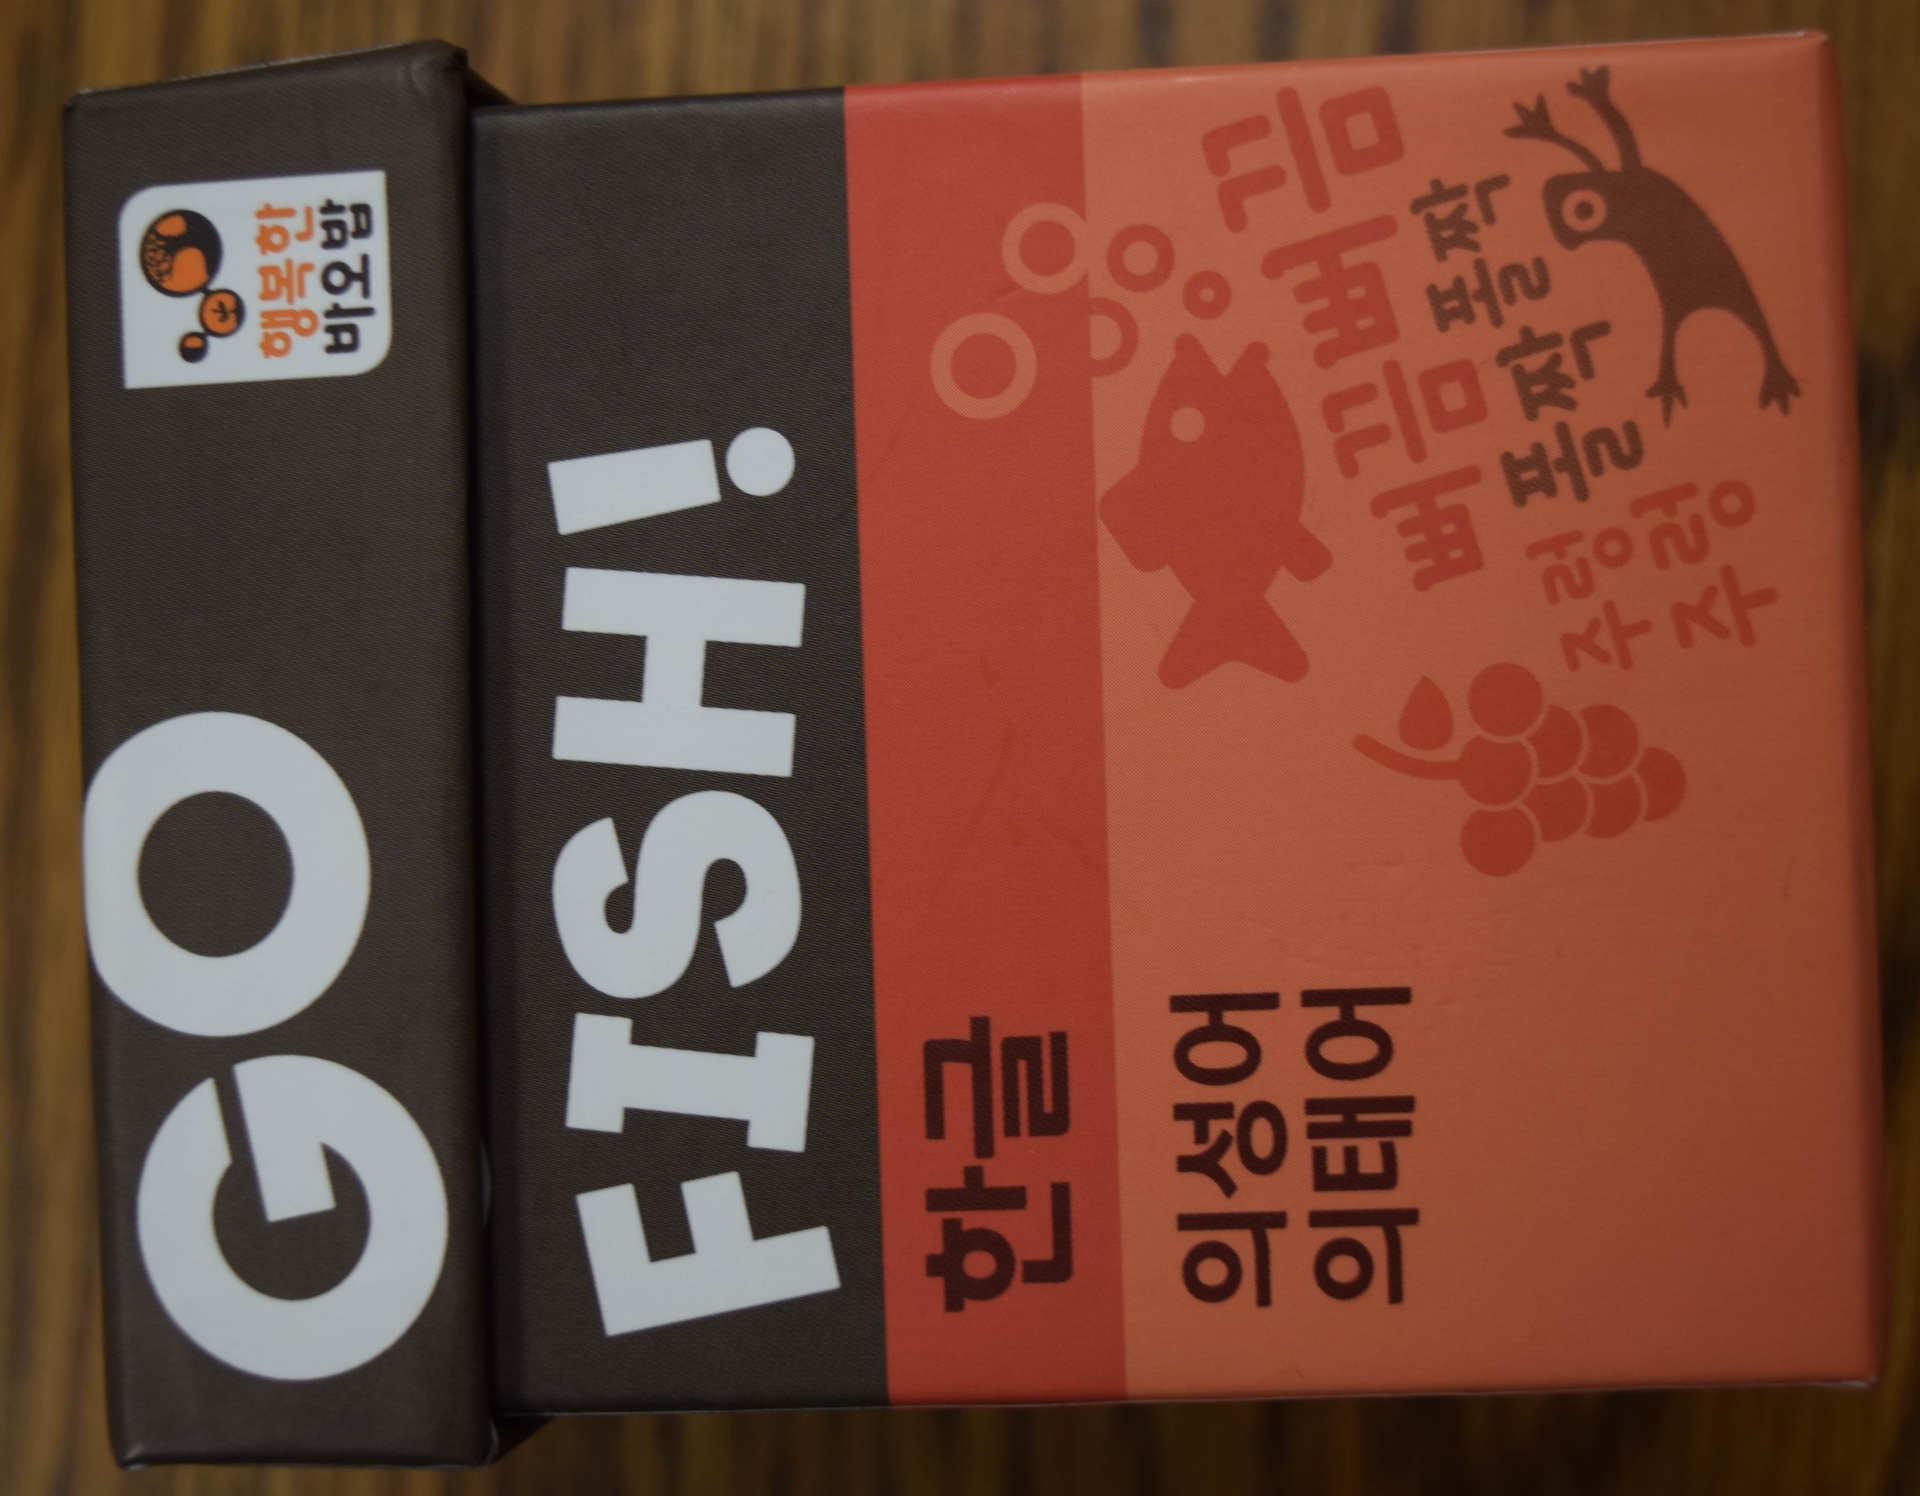 GO
행복한
바오밥
FISH!
한글
의성어
의태어
뻐끔뻐끔
폴짝폴짝
주렁
주렁